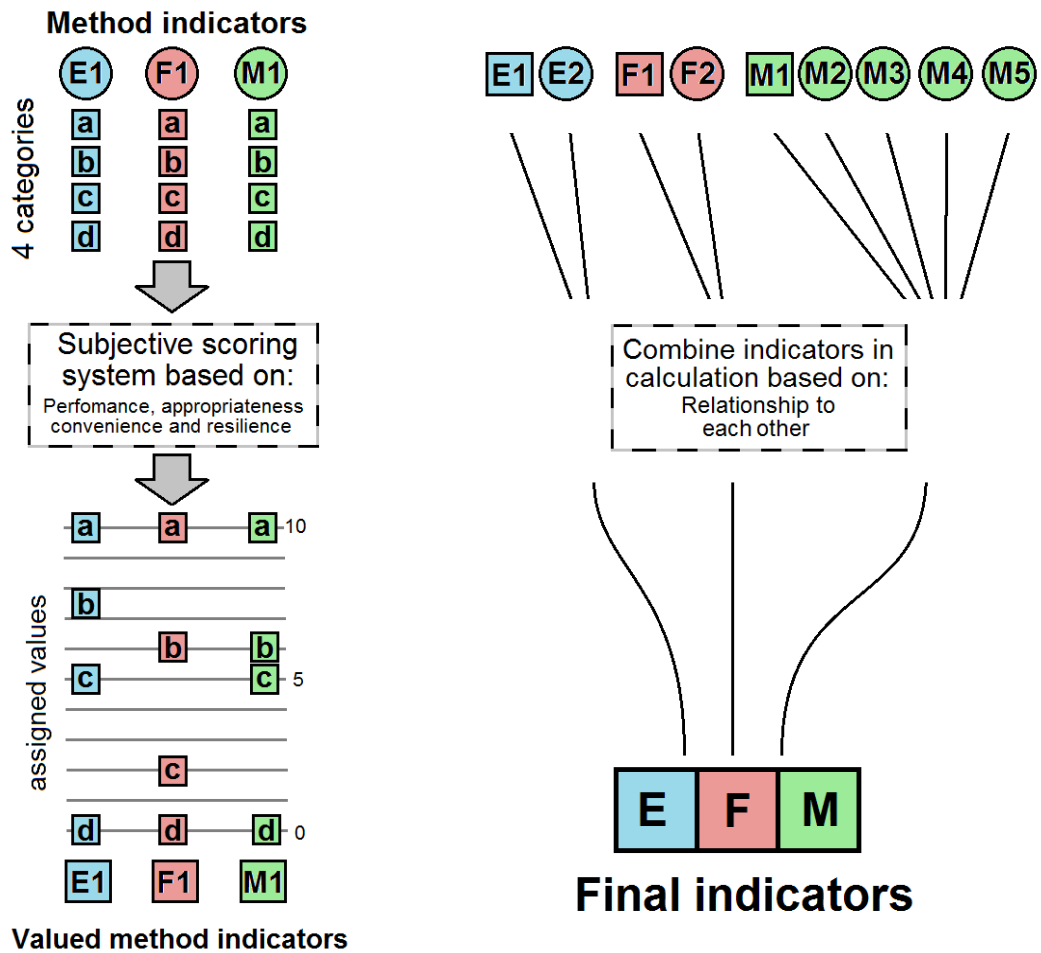 Method indicators
E1 F1 M1
4 categories
a a a
b b b
c c c
d d d
Subjective scoring
system based on:
Perfomance, appropriateness
convenience and resilience
assigned values
a a a 10
b
b b
c c 5
c
d d d 0
E1 F1 M1
Valued method indicators
E1 E2 F1 F2 M1 M2 M3 M4 M5
Combine indicators in
calculation based on:
Relationship to
each other
E F M
Final indicators